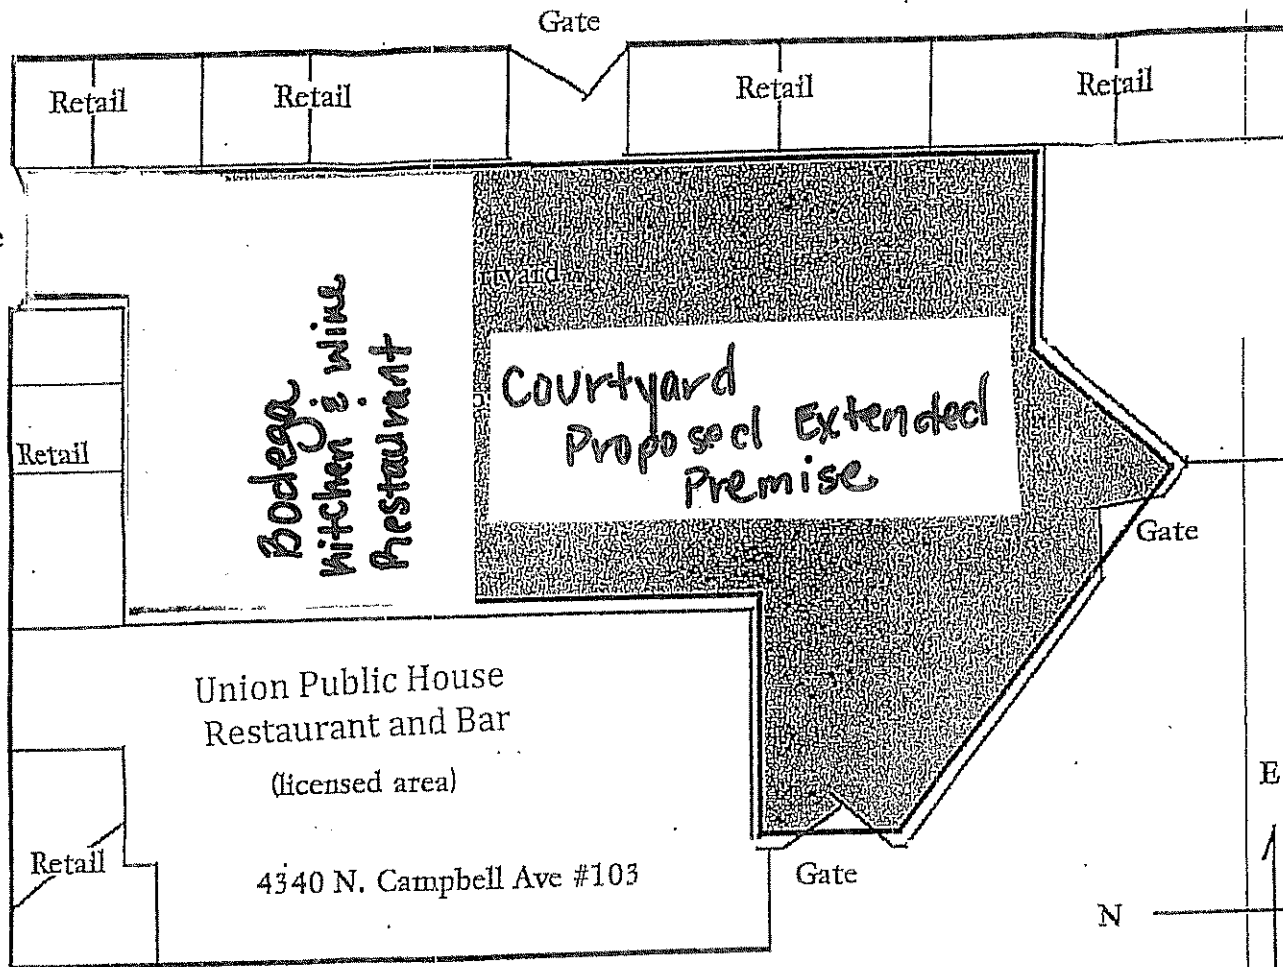 Gate
Retail
Retail
Retail
Retail
Bodega
Kitchen & Wine
Restaurant
Courtyard
Proposed Extended
Premise
Retail
Gate
Union Public House
Restaurant and Bar
(licensed area)
4340 N. Campbell Ave #103
Retail
Gate
E
N